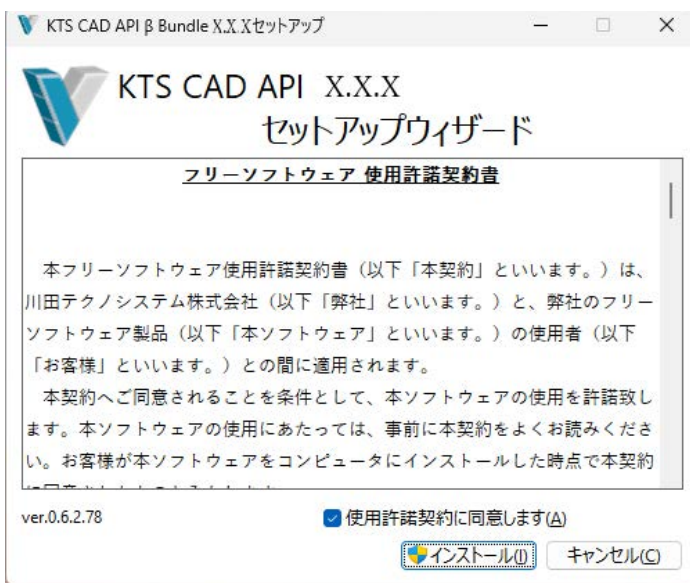 KTS CAD API β Bundle X.X.Xセットアップ
KTS CAD API X.X.X
セットアップウィザード
フリーソフトウェア 使用許諾契約書
本フリーソフトウェア使用許諾契約書（以下「本契約」といいます。）は、
川田テクノシステム株式会社（以下「弊社」といいます。）と、弊社のフリー
ソフトウェア製品（以下「本ソフトウェア」といいます。）の使用者（以下
「お客様」といいます。）との間に適用されます。
本契約へご同意されることを条件として、本ソフトウェアの使用を許諾致し
ます。本ソフトウェアの使用にあたっては、事前に本契約をよくお読みくださ
い。お客様が本ソフトウェアをコンピュータにインストールした時点で本契約
ver.0.6.2.78
使用許諾契約に同意します(A)
インストール(I)
キャンセル(C)